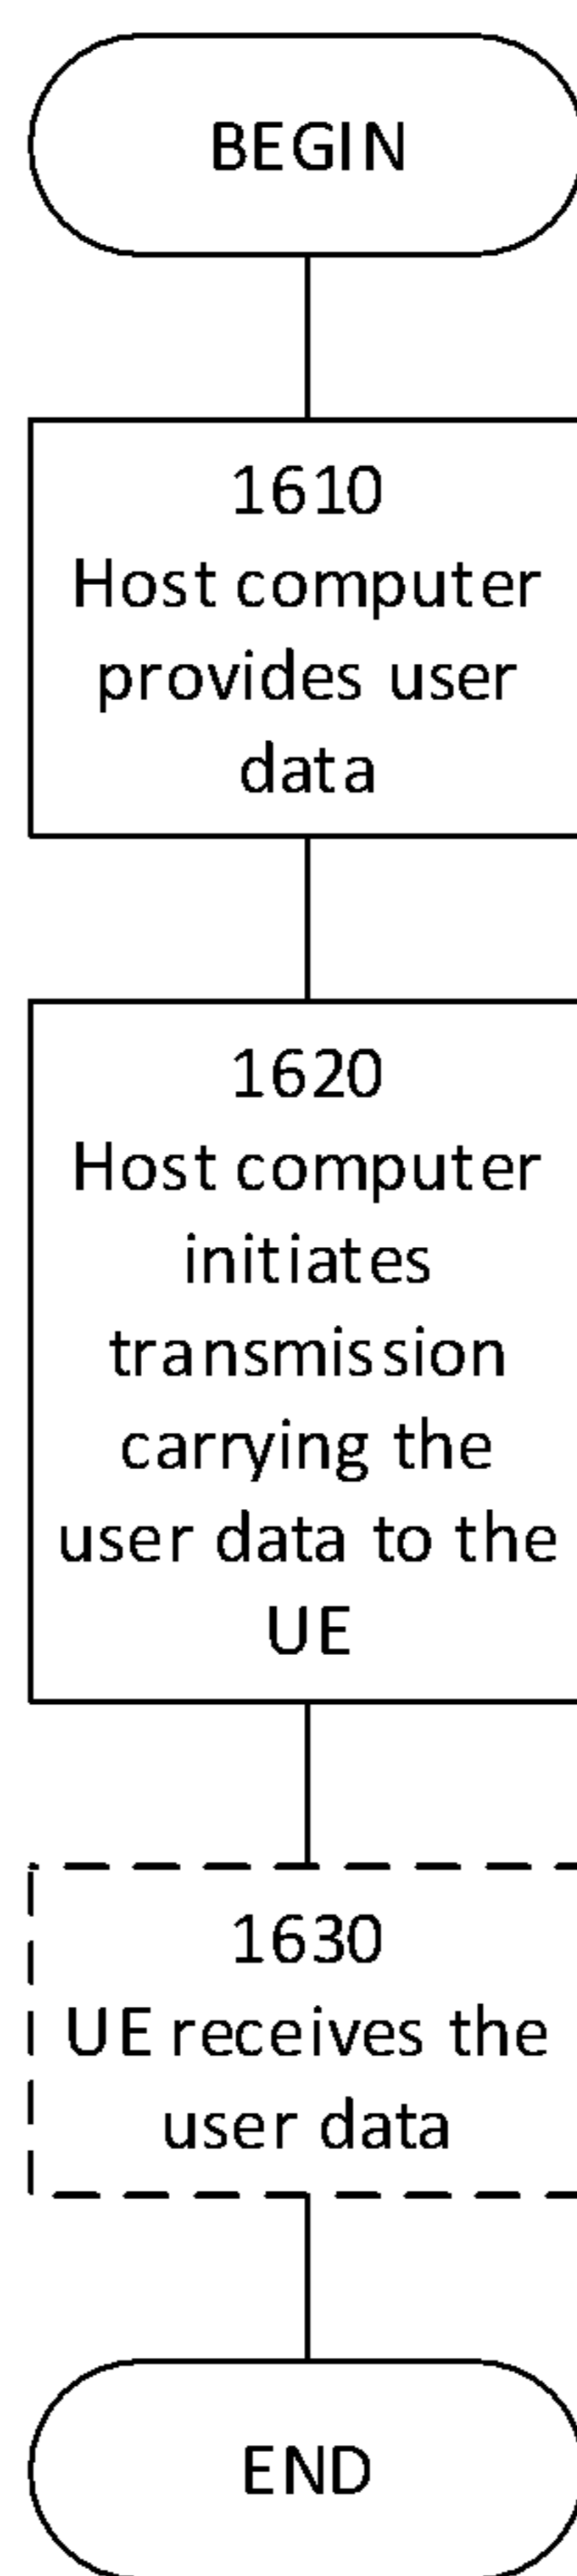 BEGIN
1610
Host computer
provides user
data
1620
Host computer
initiates
transmission
carrying the
user data to the
UE
1630
UE receives the
user data
END